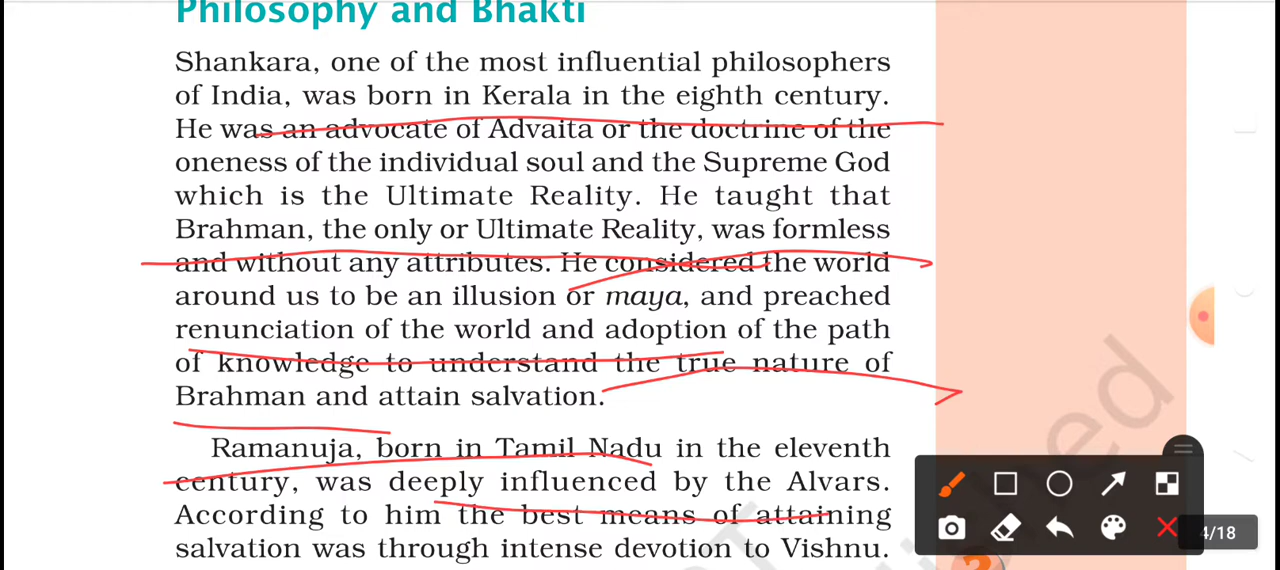 Philosophy and Bhakti
Shankara, one of the most influential philosophers
of India, was born in Kerala in the eighth century.
He was an advocate of Advaita or the doctrine of the
oneness of the individual soul and the Supreme God
which is the Ultimate Reality. He taught that
Brahman, the only or Ultimate Reality, was formless
and without any attributes. He considered the world
around us to be an illusion or maya, and preached
renunciation of the world and adoption of the path
of knowledge to understand the true nature of
Brahman and attain salvation.
Ramanuja, born in Tamil Nadu in the eleventh
century, was deeply influenced by the Alvars.
According to him the best means of attaining
salvation was through intense devotion to Vishnu.
4/18